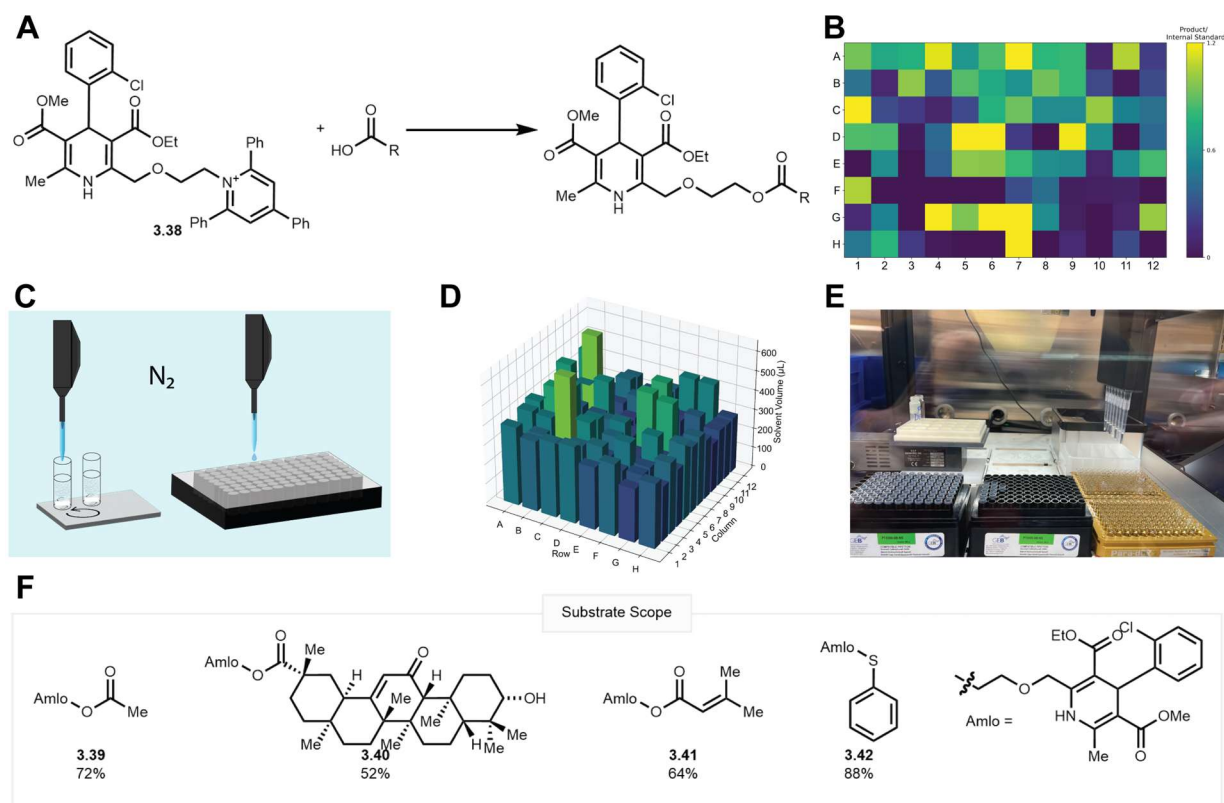 A
Cl
OMe
O
O
OEt
Me
N
H
O
N+
Ph
Ph
Ph
3.38
+
O
HO
R
Cl
OMe
O
O
OEt
Me
N
H
O
O
O
R
B
Product/
Internal Standard
A
B
C
D
E
F
G
H
1 2 3 4 5 6 7 8 9 10 11 12
1.2
0.6
0
C
N2
D
600
500
400
300
200
100
0
Solvent Volume (µL)
A B C D E F G H
Row
1 2 3 4 5 6 7 8 9 10 11 12
Column
E
F
Substrate Scope
O
Amlo
O
Me
3.39
72%
O
Amlo
O
Me
H
O
H
OH
Me
Me
Me
Me
H
Me
Me
3.40
52%
O
Me
Amlo
O
Me
3.41
64%
Amlo
S
3.42
88%
Amlo =
EtO
O
Cl
O
HN
OMe
Me
O